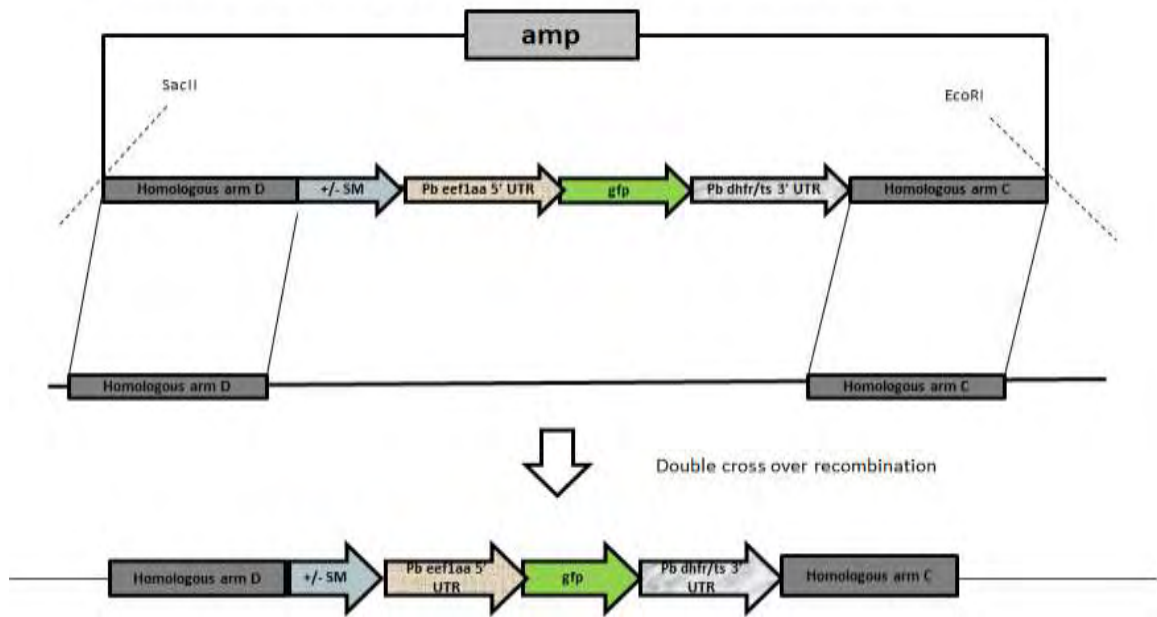 amp
SacII
EcoRI
Homologous arm D
+/- SM
Pb eef1aa 5' UTR
gfp
Pb dhfr/ts 3' UTR
Homologous arm C
Homologous arm D
Homologous arm C
Double cross over recombination
Homologous arm D
+/- SM
Pb eef1aa 5'
UTR
gfp
Pb dhfr/ts 3'
UTR
Homologous arm C